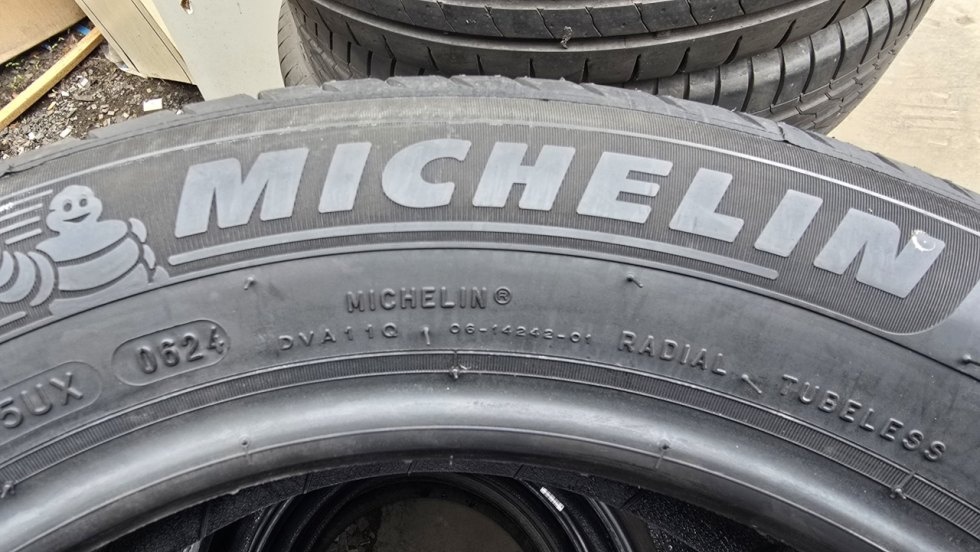 MICHELIN
MICHELIN®
5UX 0624 DVA11Q 06-14242-01 RADIAL TUBELESS